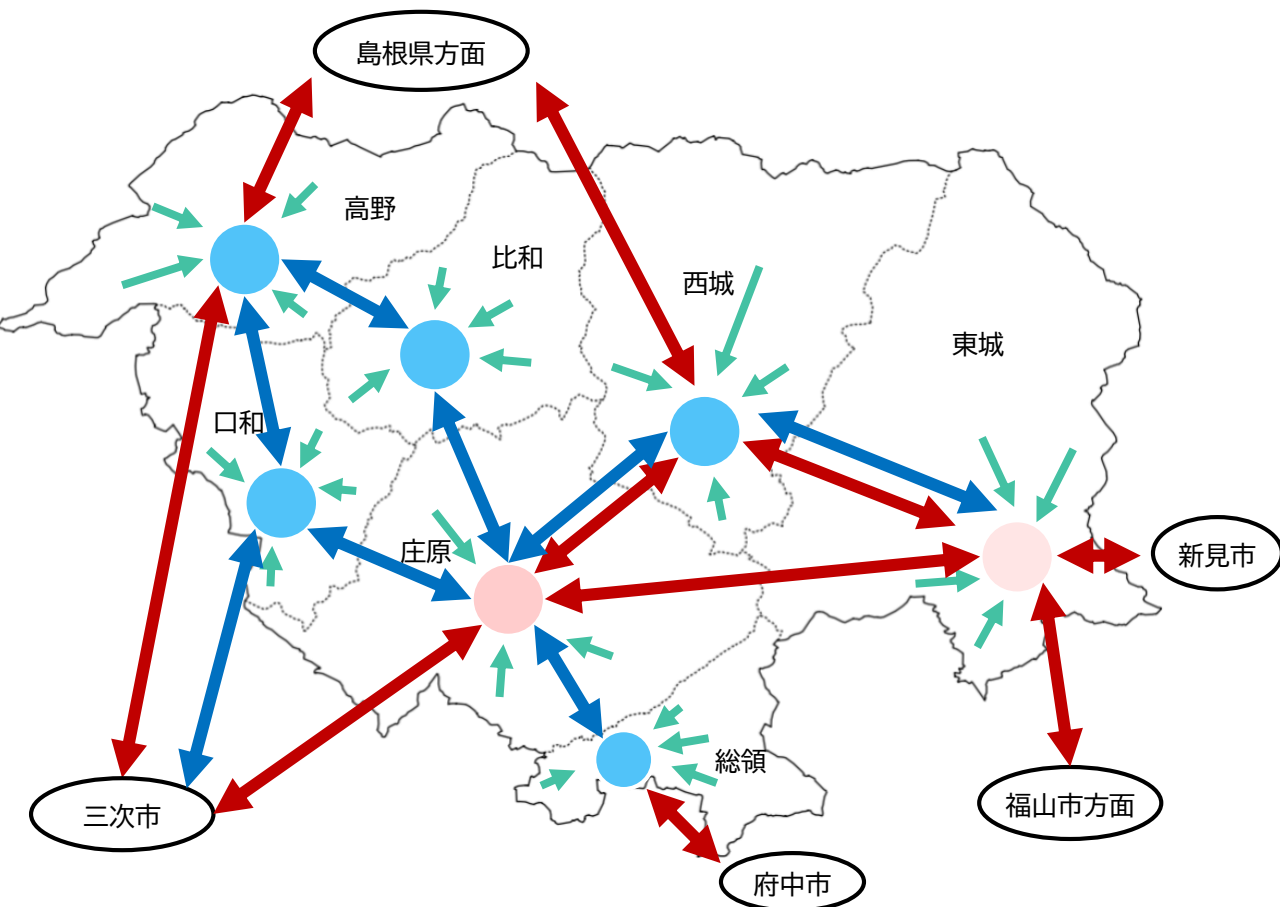 島根県方面
高野
比和
西城
東城
口和
庄原
新見市
総領
三次市
福山市方面
府中市